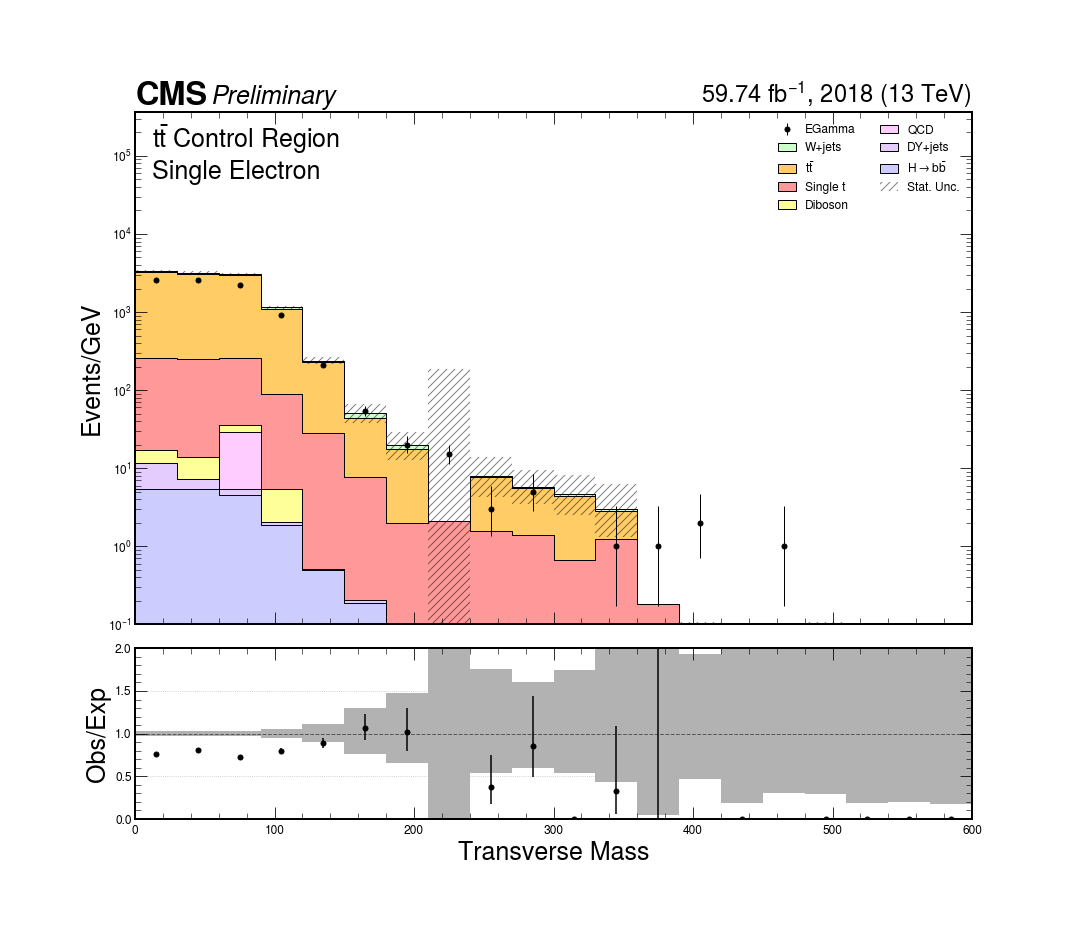 CMS Preliminary
59.74 fb⁻¹, 2018 (13 TeV)
tt̄ Control Region
Single Electron
EGamma
W+jets
tt̄
Single t
Diboson
QCD
DY+jets
H→bb̄
Stat. Unc.
Events/GeV
10⁵
10⁴
10³
10²
10¹
10⁰
10⁻¹
Obs/Exp
2.0
1.5
1.0
0.5
0.0
0 100 200 300 400 500 600
Transverse Mass